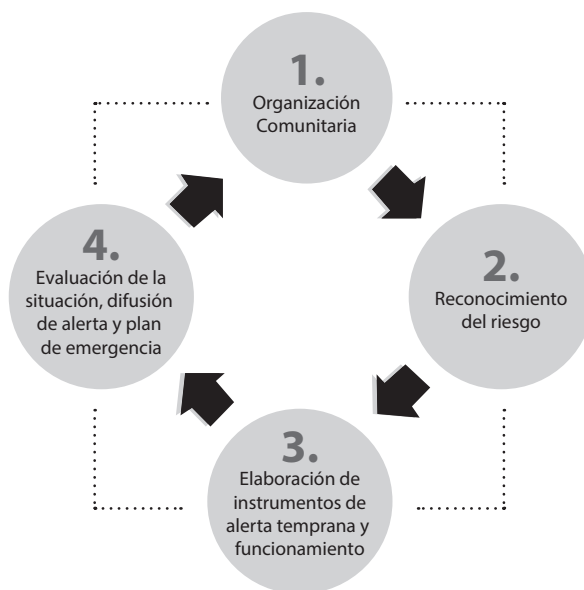 1.
Organización
Comunitaria
2.
Reconocimiento
del riesgo
3.
Elaboración de
instrumentos de
alerta temprana y
funcionamiento
4.
Evaluación de la
situación, difusión
de alerta y plan
de emergencia